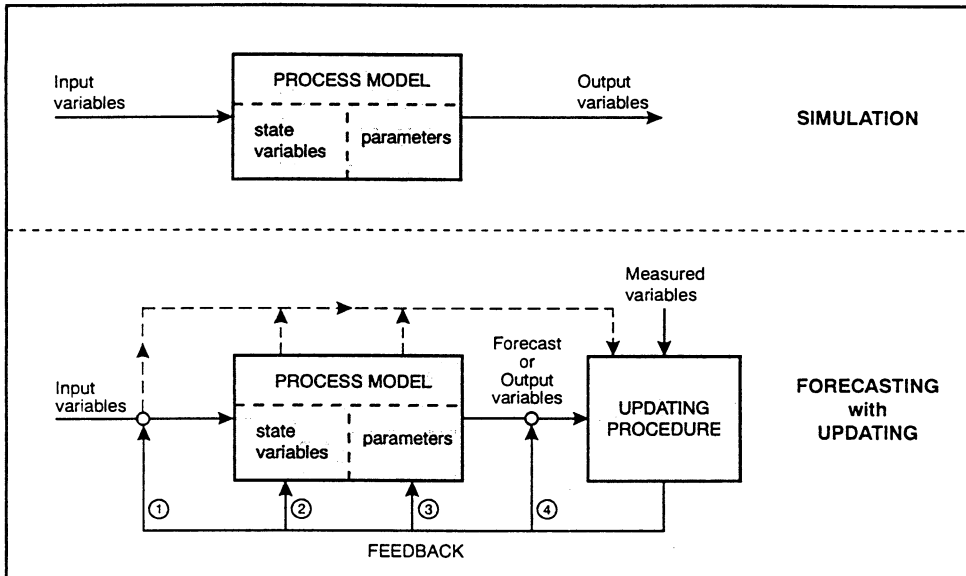 Input
variables
PROCESS MODEL
state
variables
parameters
Output
variables
SIMULATION
Measured
variables
Input
variables
PROCESS MODEL
state
variables
parameters
Forecast
or
Output
variables
UPDATING
PROCEDURE
FORECASTING
with
UPDATING
①
②
③
④
FEEDBACK